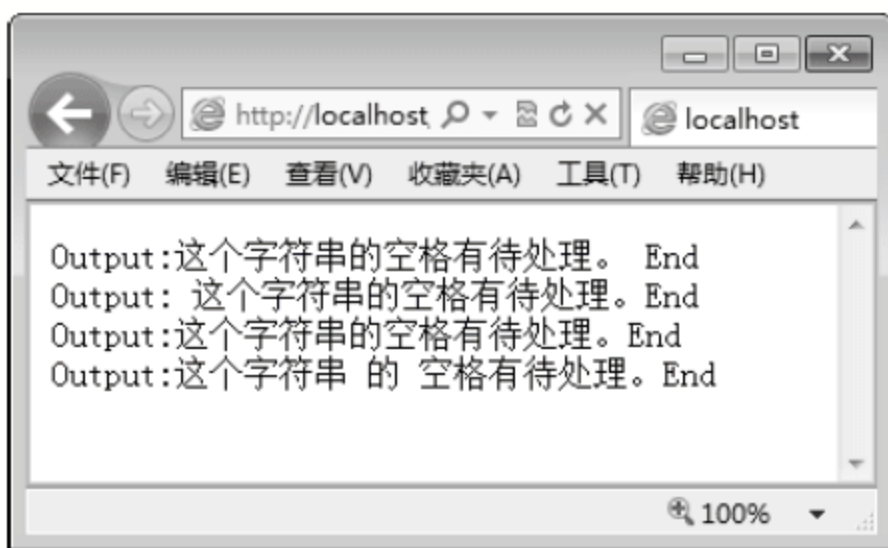 http://localhost, localhost
文件(F) 编辑(E) 查看(V) 收藏夹(A) 工具(T) 帮助(H)
Output:这个字符串的空格有待处理。 End
Output: 这个字符串的空格有待处理。End
Output:这个字符串的空格有待处理。End
Output:这个字符串 的 空格有待处理。End
100%